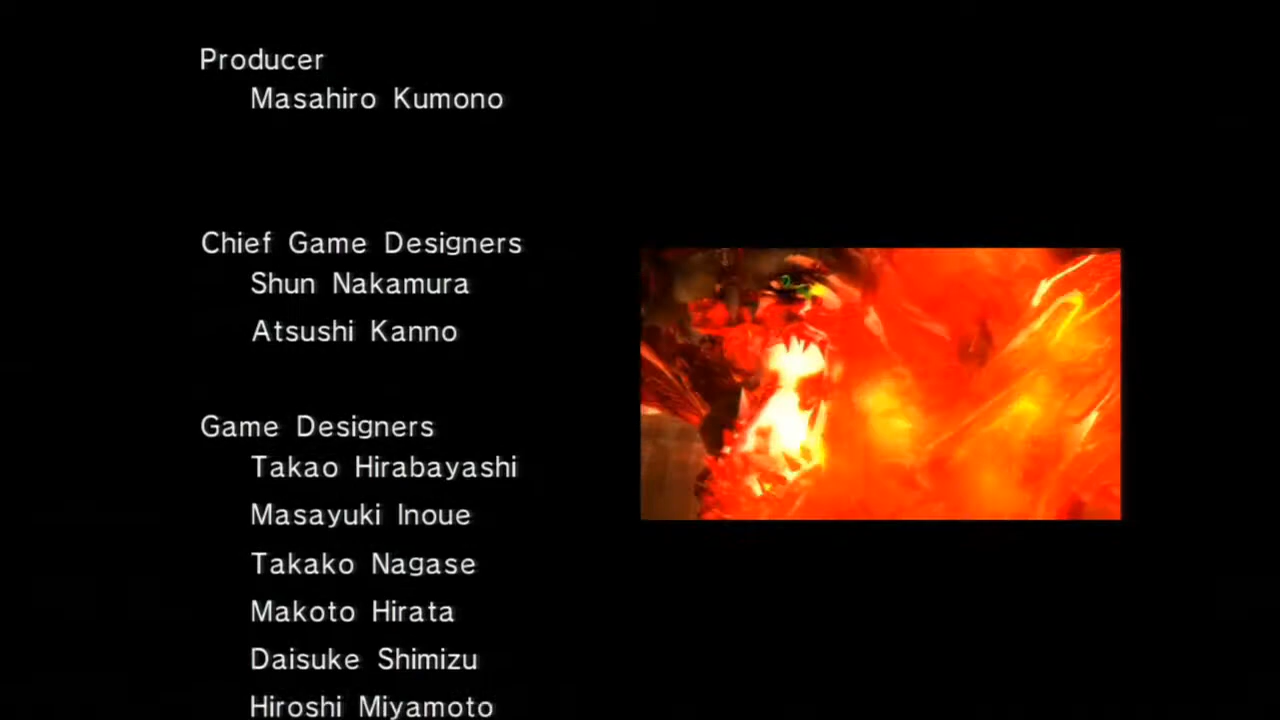 Producer
Masahiro Kumono
Chief Game Designers
Shun Nakamura
Atsushi Kanno
Game Designers
Takao Hirabayashi
Masayuki Inoue
Takako Nagase
Makoto Hirata
Daisuke Shimizu
Hiroshi Miyamoto